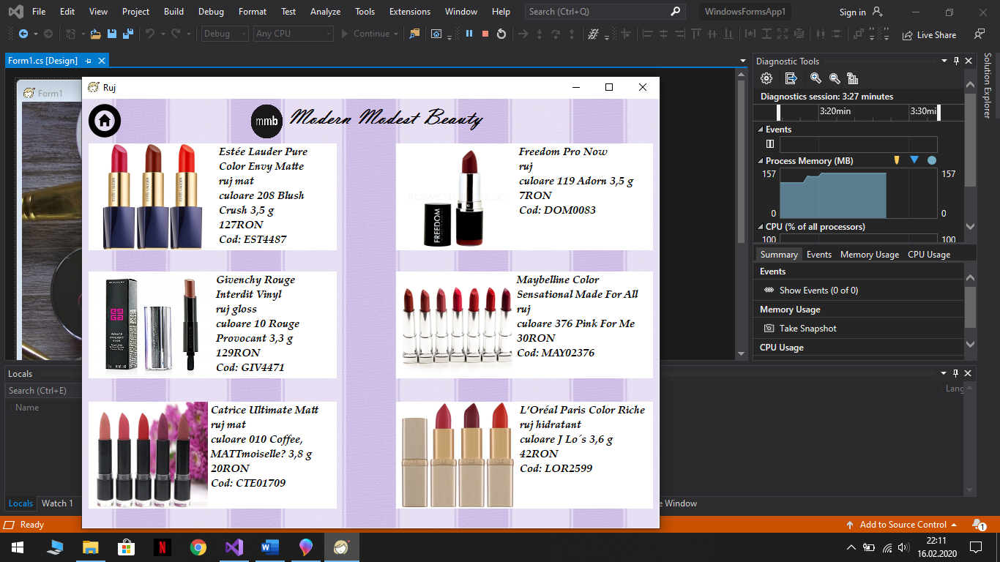 File Edit View Project Build Debug Format Test Analyze Tools Extensions Window Help Search (Ctrl+Q) WindowsFormsApp1 Sign in
Debug Any CPU Continue Live Share
Form1.cs [Design]
Form1
Ruj
mmb Modern Modest Beauty
Estée Lauder Pure
Color Envy Matte
ruj mat
culoare 208 Blush
Crush 3,5 g
127RON
Cod: EST4487
Freedom Pro Now
ruj
culoare 119 Adorn 3,5 g
7RON
Cod: DOM0083
FREEDOM
Givenchy Rouge
Interdit Vinyl
ruj gloss
culoare 10 Rouge
Provocant 3,3 g
129RON
Cod: GIV4471
Maybelline Color
Sensational Made For All
ruj
culoare 376 Pink For Me
30RON
Cod: MAY02376
Catrice Ultimate Matt
ruj mat
culoare 010 Coffee,
MATTmoiselle? 3,8 g
20RON
Cod: CTE01709
L'Oréal Paris Color Riche
ruj hidratant
culoare J Lo´s 3,6 g
42RON
Cod: LOR2599
Diagnostic Tools
Diagnostics session: 3:27 minutes
3:20min 3:30mi
Events
Process Memory (MB)
157 157
0 0
CPU (% of all processors)
100 100
Summary Events Memory Usage CPU Usage
Events
Show Events (0 of 0)
Memory Usage
Take Snapshot
CPU Usage
Solution Explorer
Locals
Search (Ctrl+E)
Name
Lang
Locals Watch 1
e Window
Ready
Add to Source Control
1
22:11
16.02.2020